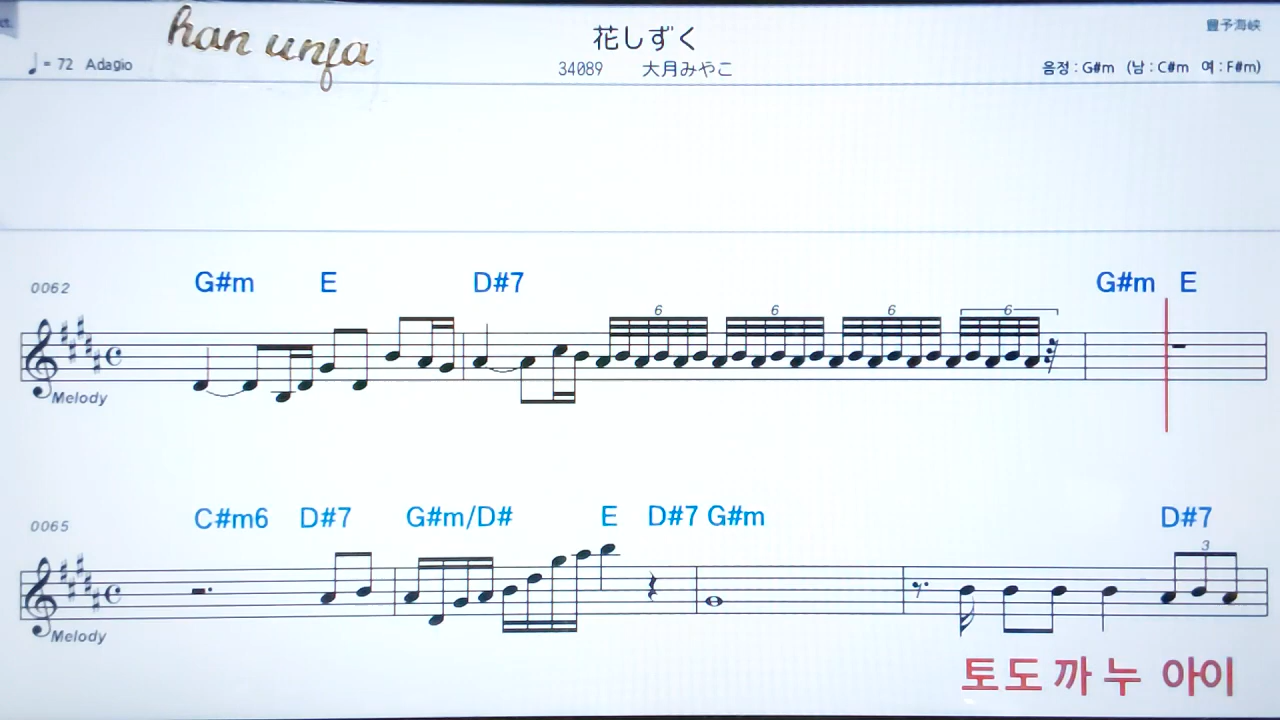 han unfa
花しずく
豊予海峡
♩= 72 Adagio
34089 大月みやこ
음정 : G#m (남 : C#m 여 : F#m)
0062
G#m E D#7 G#m E
6 6 6 6
Melody
0065
C#m6 D#7 G#m/D# E D#7 G#m D#7
3
Melody
토도 까 누 아이